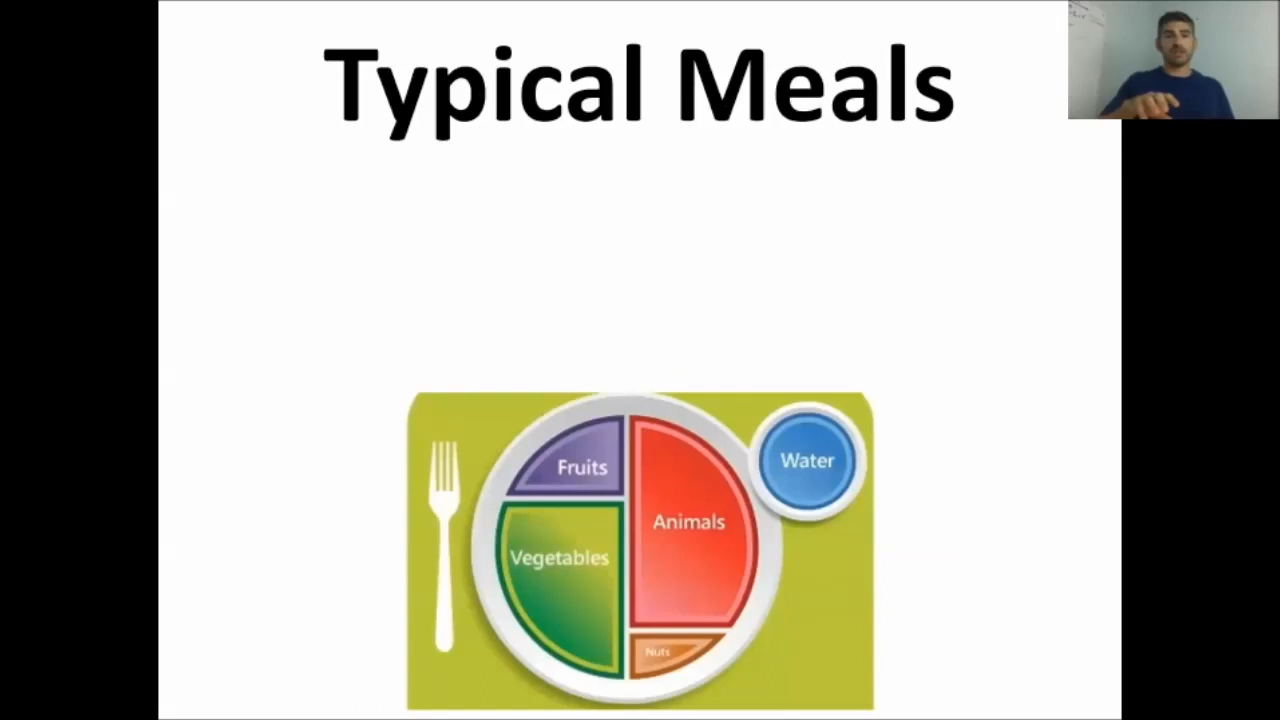 Typical Meals
Fruits
Animals
Vegetables
Nuts
Water